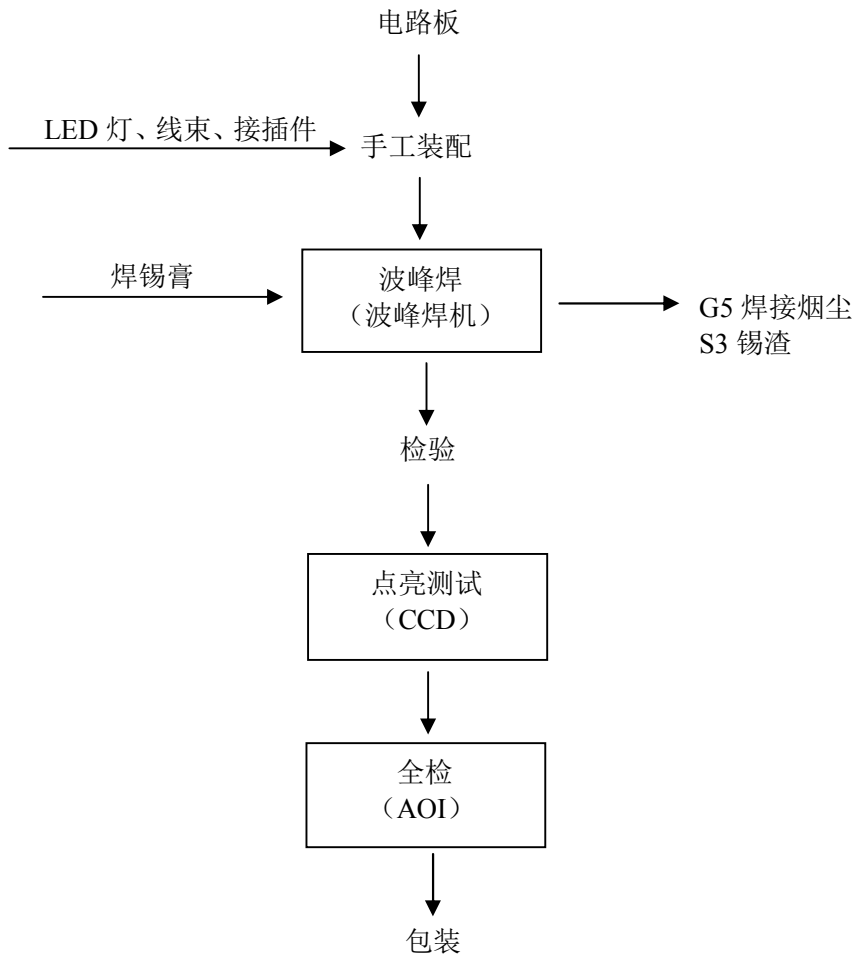 电路板
LED 灯、线束、接插件
手工装配
焊锡膏
波峰焊
（波峰焊机）
G5 焊接烟尘
S3 锡渣
检验
点亮测试
（CCD）
全检
（AOI）
包装